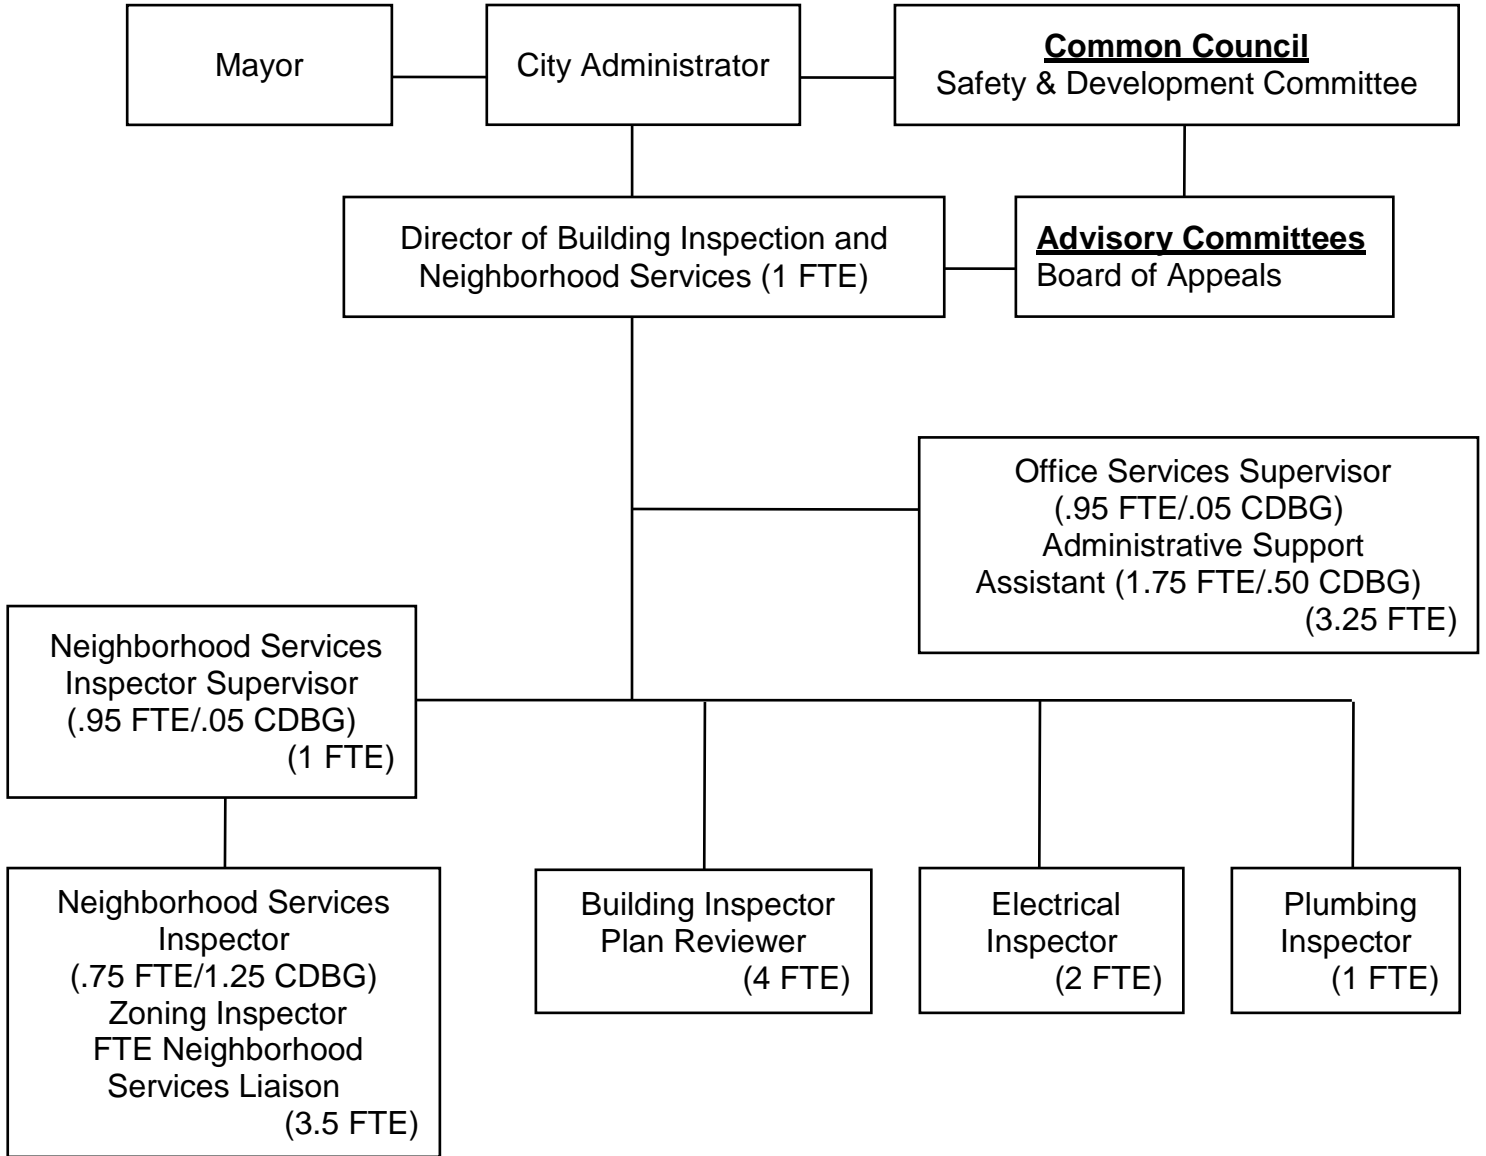 Mayor
City Administrator
Common Council
Safety & Development Committee
Director of Building Inspection and
Neighborhood Services (1 FTE)
Advisory Committees
Board of Appeals
Office Services Supervisor
(.95 FTE/.05 CDBG)
Administrative Support
Assistant (1.75 FTE/.50 CDBG)
(3.25 FTE)
Neighborhood Services
Inspector Supervisor
(.95 FTE/.05 CDBG)
(1 FTE)
Neighborhood Services
Inspector
(.75 FTE/1.25 CDBG)
Zoning Inspector
FTE Neighborhood
Services Liaison
(3.5 FTE)
Building Inspector
Plan Reviewer
(4 FTE)
Electrical
Inspector
(2 FTE)
Plumbing
Inspector
(1 FTE)